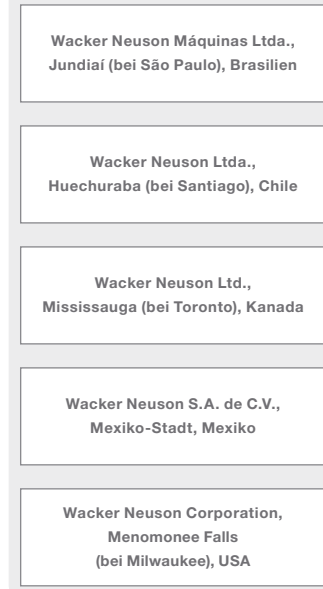 Wacker Neuson Máquinas Ltda.,
Jundiaí (bei São Paulo), Brasilien
Wacker Neuson Ltda.,
Huechuraba (bei Santiago), Chile
Wacker Neuson Ltd.,
Mississauga (bei Toronto), Kanada
Wacker Neuson S.A. de C.V.,
Mexiko-Stadt, Mexiko
Wacker Neuson Corporation,
Menomonee Falls
(bei Milwaukee), USA